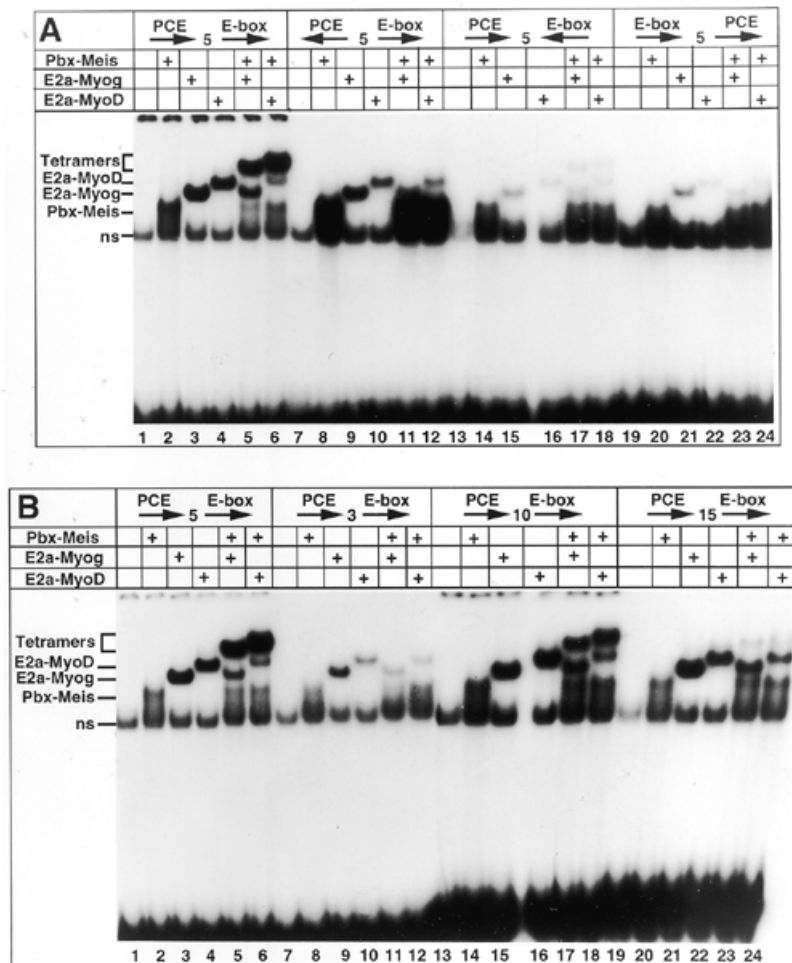 A
PCE 5 E-box PCE 5 E-box PCE 5 E-box E-box 5 PCE
Pbx-Meis + + + + + + + + + + + +
E2a-Myog + + + + + + + +
E2a-MyoD + + + + + + + +
Tetramers
E2a-MyoD
E2a-Myog
Pbx-Meis
ns
1 2 3 4 5 6 7 8 9 10 11 12 13 14 15 16 17 18 19 20 21 22 23 24
B
PCE 5 E-box PCE 3 E-box PCE 10 E-box PCE 15 E-box
Pbx-Meis + + + + + + + + + + + +
E2a-Myog + + + + + + + +
E2a-MyoD + + + + + + + +
Tetramers
E2a-MyoD
E2a-Myog
Pbx-Meis
ns
1 2 3 4 5 6 7 8 9 10 11 12 13 14 15 16 17 18 19 20 21 22 23 24